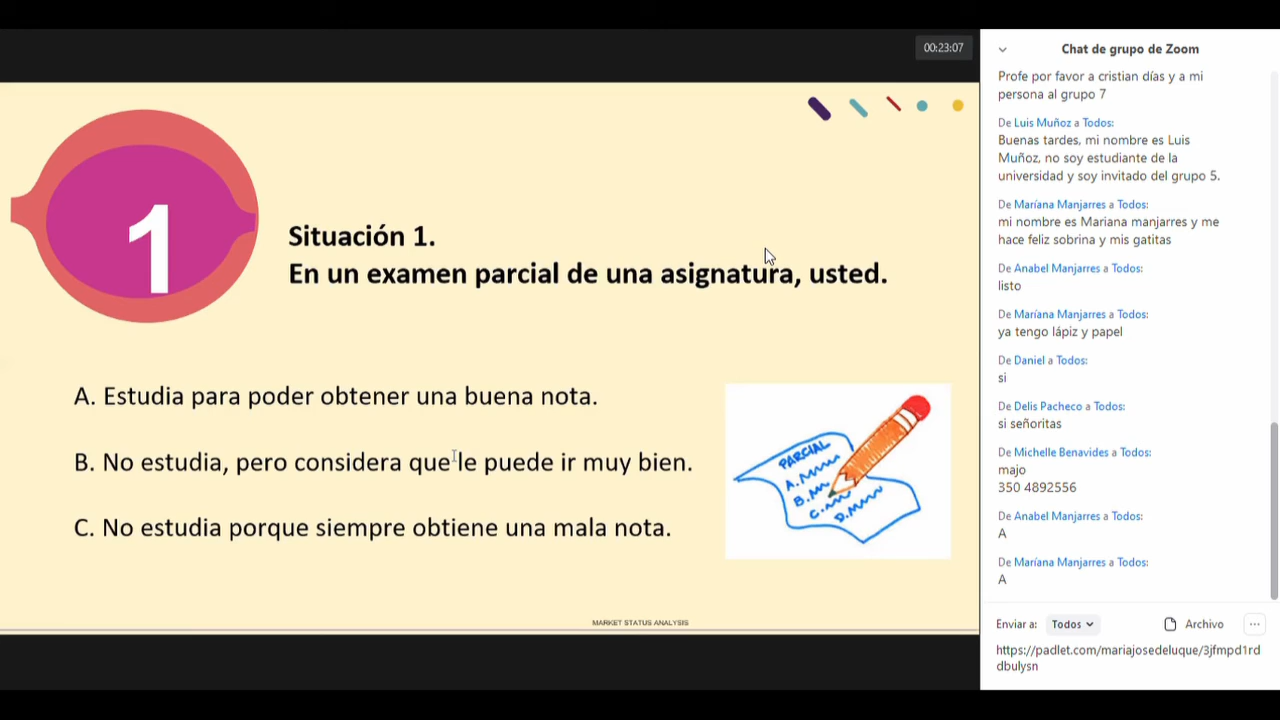 00:23:07
1
Situación 1.
En un examen parcial de una asignatura, usted.
A. Estudia para poder obtener una buena nota.
B. No estudia, pero considera que le puede ir muy bien.
C. No estudia porque siempre obtiene una mala nota.
PARCIAL
A.
B.
C.
D.
MARKET STATUS ANALYSIS
Chat de grupo de Zoom
Profe por favor a cristian días y a mi
persona al grupo 7
De Luis Muñoz a Todos:
Buenas tardes, mi nombre es Luis
Muñoz, no soy estudiante de la
universidad y soy invitado del grupo 5.
De Maríana Manjarres a Todos:
mi nombre es Mariana manjarres y me
hace feliz sobrina y mis gatitas
De Anabel Manjarres a Todos:
listo
De Maríana Manjarres a Todos:
ya tengo lápiz y papel
De Daniel a Todos:
si
De Delis Pacheco a Todos:
si señoritas
De Michelle Benavides a Todos:
majo
350 4892556
De Anabel Manjarres a Todos:
A
De Maríana Manjarres a Todos:
A
Enviar a: Todos Archivo ...
https://padlet.com/mariajosedeluque/3jfmpd1rd
dbulysn